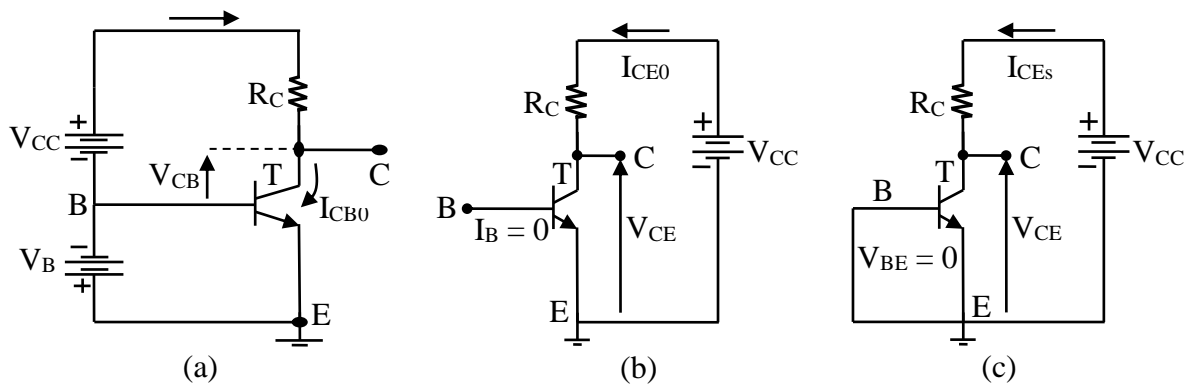 R_C
V_CC
V_CB
T
C
B
I_CB0
V_B
E
(a)
I_CE0
R_C
V_CC
C
T
B
I_B = 0
V_CE
E
(b)
I_CEs
R_C
V_CC
C
T
B
V_BE = 0
V_CE
E
(c)